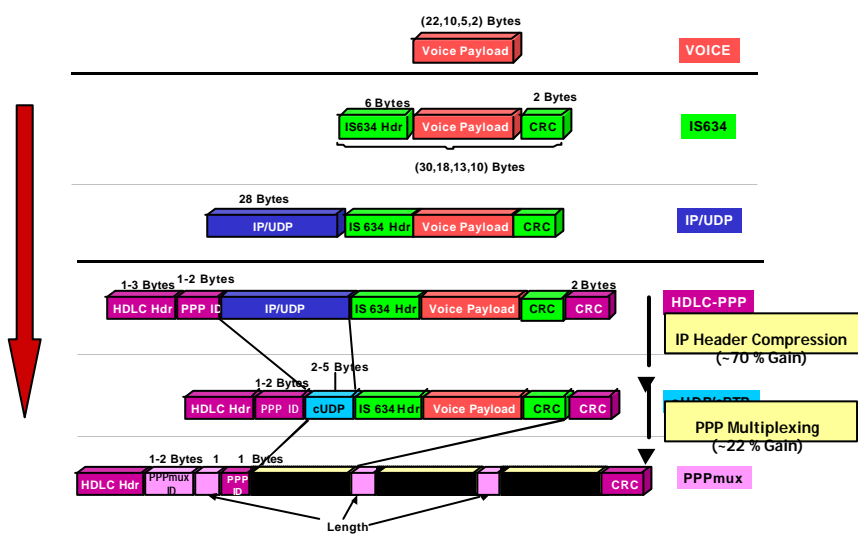 (22,10,5,2) Bytes
Voice Payload
VOICE
6 Bytes
2 Bytes
IS634 Hdr
Voice Payload
CRC
IS634
(30,18,13,10) Bytes
28 Bytes
IP/UDP
IS 634 Hdr
Voice Payload
CRC
IP/UDP
1-3 Bytes
1-2 Bytes
2 Bytes
HDLC Hdr
PPP ID
IP/UDP
IS 634 Hdr
Voice Payload
CRC
CRC
HDLC-PPP
IP Header Compression
(~70 % Gain)
2-5 Bytes
1-2 Bytes
HDLC Hdr
PPP ID
cUDP
IS 634 Hdr
Voice Payload
CRC
CRC
PPP Multiplexing
(~22 % Gain)
1-2 Bytes
1
1 Bytes
HDLC Hdr
PPPmux
ID
PPP
ID
CRC
PPPmux
Length